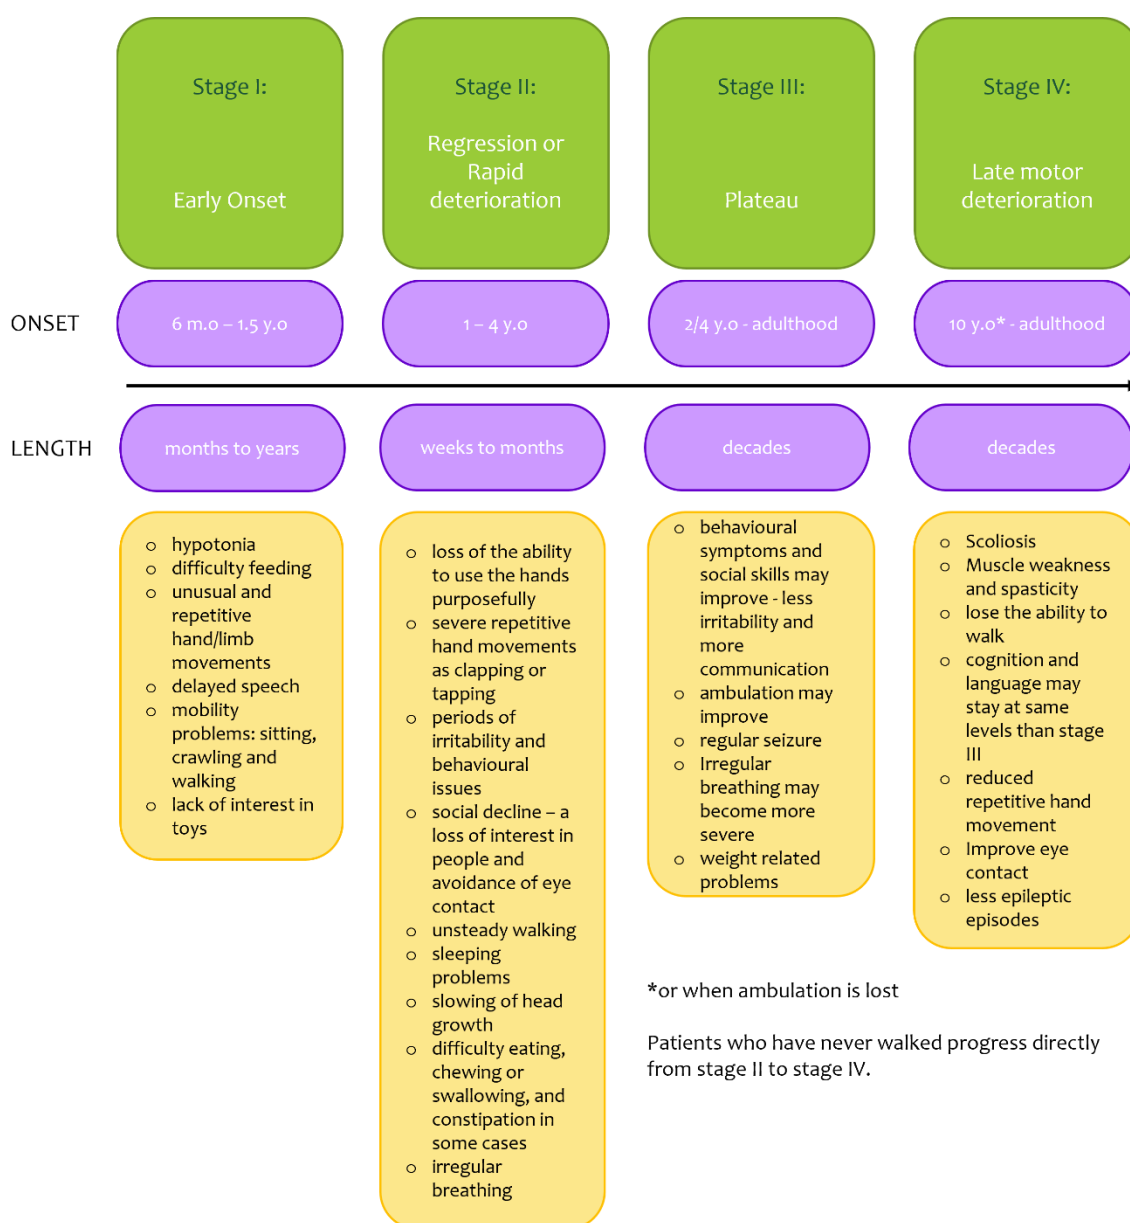 Stage I:
Early Onset
Stage II:
Regression or
Rapid
deterioration
Stage III:
Plateau
Stage IV:
Late motor
deterioration
ONSET
6 m.o – 1.5 y.o
1 – 4 y.o
2/4 y.o - adulthood
10 y.o* - adulthood
LENGTH
months to years
weeks to months
decades
decades
o hypotonia
o difficulty feeding
o unusual and
repetitive
hand/limb
movements
o delayed speech
o mobility
problems: sitting,
crawling and
walking
o lack of interest in
toys
o loss of the ability
to use the hands
purposefully
o severe repetitive
hand movements
as clapping or
tapping
o periods of
irritability and
behavioural
issues
o social decline – a
loss of interest in
people and
avoidance of eye
contact
o unsteady walking
o sleeping
problems
o slowing of head
growth
o difficulty eating,
chewing or
swallowing, and
constipation in
some cases
o irregular
breathing
o behavioural
symptoms and
social skills may
improve - less
irritability and
more
communication
o ambulation may
improve
o regular seizure
o Irregular
breathing may
become more
severe
o weight related
problems
o Scoliosis
o Muscle weakness
and spasticity
o lose the ability to
walk
o cognition and
language may
stay at same
levels than stage
III
o reduced
repetitive hand
movement
o Improve eye
contact
o less epileptic
episodes
*or when ambulation is lost
Patients who have never walked progress directly
from stage II to stage IV.